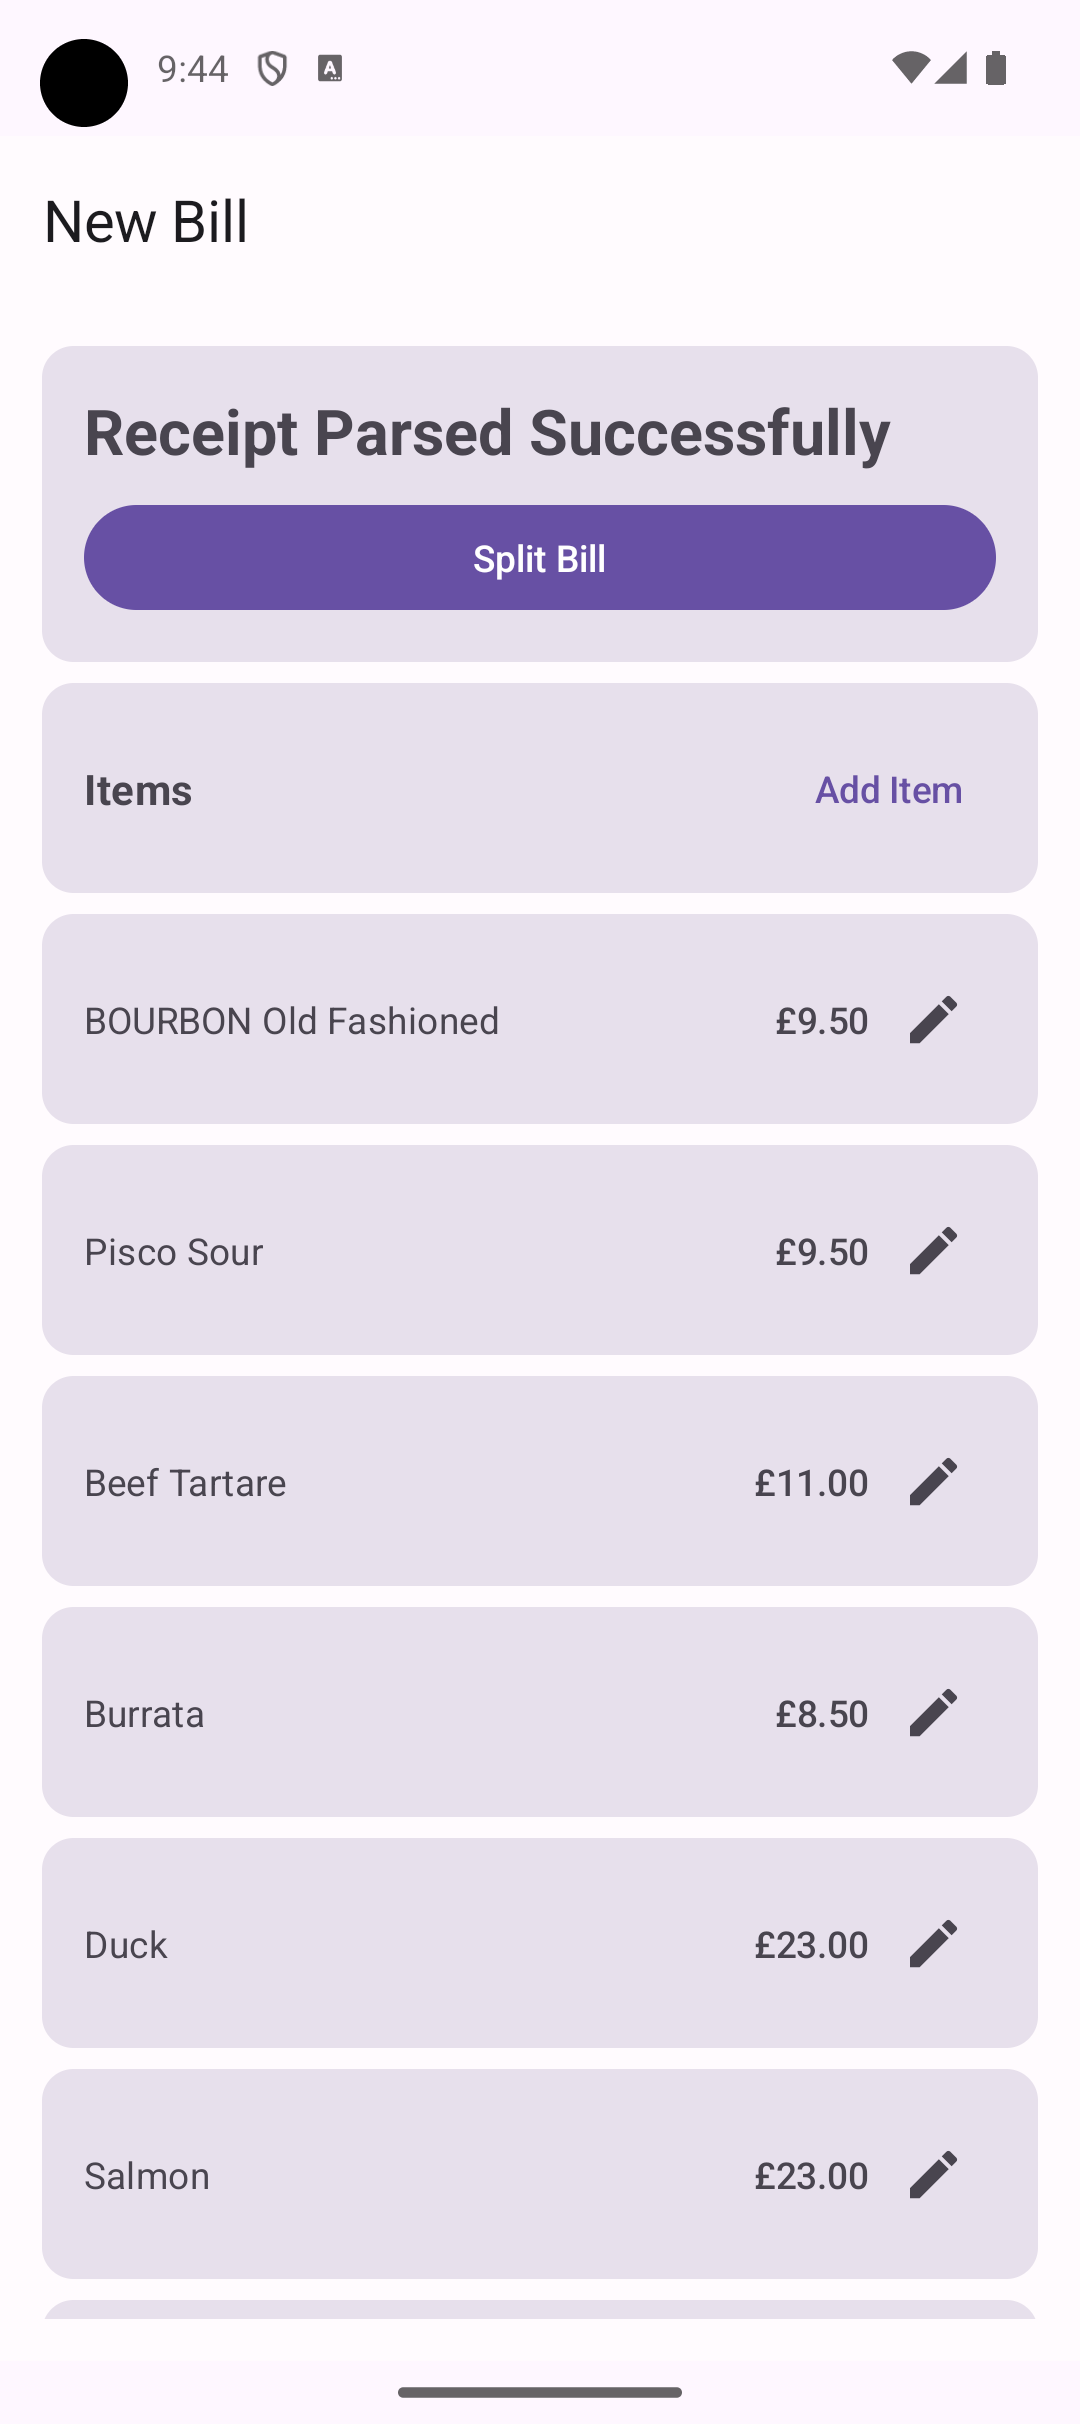 9:44
New Bill
Receipt Parsed Successfully
Split Bill
Items Add Item
BOURBON Old Fashioned £9.50
Pisco Sour £9.50
Beef Tartare £11.00
Burrata £8.50
Duck £23.00
Salmon £23.00